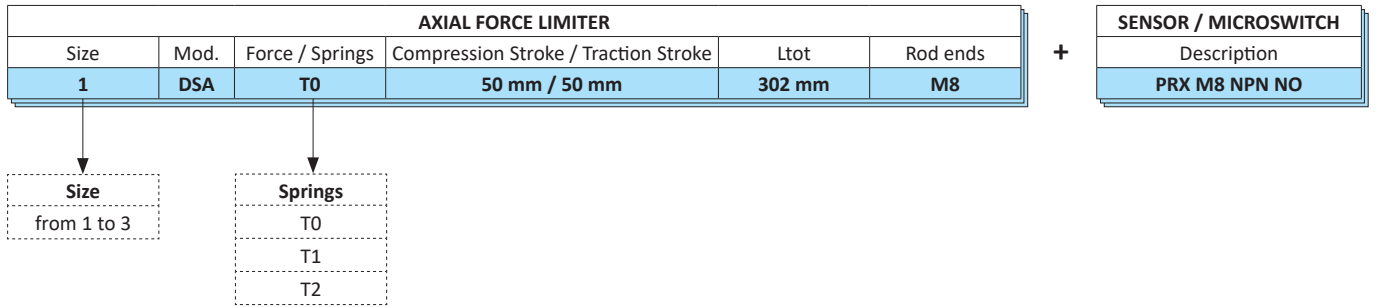 AXIAL FORCE LIMITER
Size Mod. Force / Springs Compression Stroke / Traction Stroke Ltot Rod ends
1 DSA T0 50 mm / 50 mm 302 mm M8
+
SENSOR / MICROSWITCH
Description
PRX M8 NPN NO
Size
from 1 to 3
Springs
T0
T1
T2